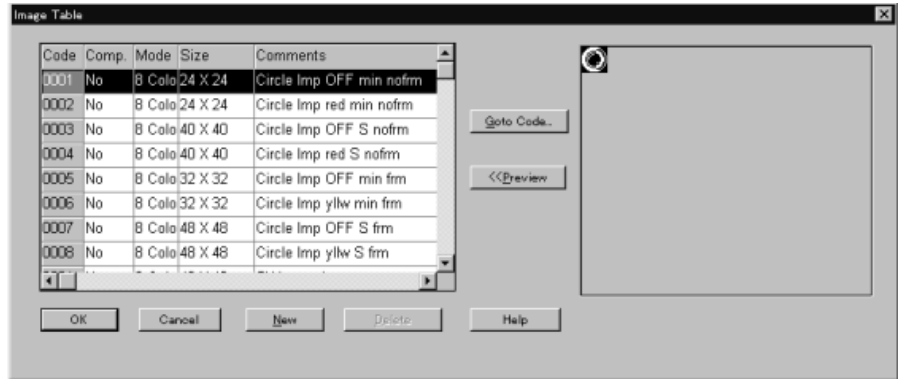 Image Table
Code Comp. Mode Size Comments
0001 No 8 Colo 24 X 24 Circle Imp OFF min nofrm
0002 No 8 Colo 24 X 24 Circle Imp red min nofrm
0003 No 8 Colo 40 X 40 Circle Imp OFF S nofrm
0004 No 8 Colo 40 X 40 Circle Imp red S nofrm
0005 No 8 Colo 32 X 32 Circle Imp OFF min frm
0006 No 8 Colo 32 X 32 Circle Imp yllw min frm
0007 No 8 Colo 48 X 48 Circle Imp OFF S frm
0008 No 8 Colo 48 X 48 Circle Imp yllw S frm
Goto Code...
<<Preview
OK Cancel New Delete Help